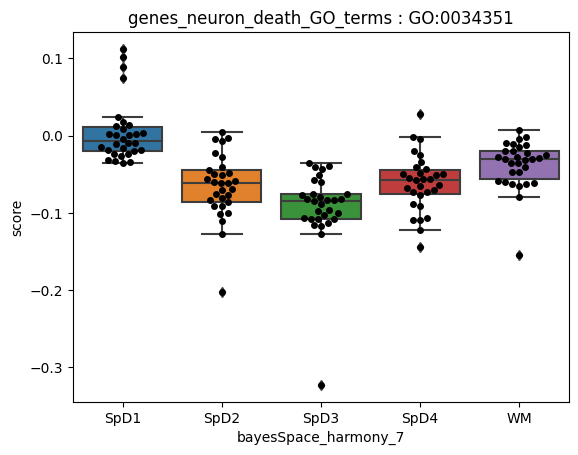 genes_neuron_death_GO_terms : GO:0034351
0.1
0.0
−0.1
−0.2
−0.3
score
SpD1 SpD2 SpD3 SpD4 WM
bayesSpace_harmony_7